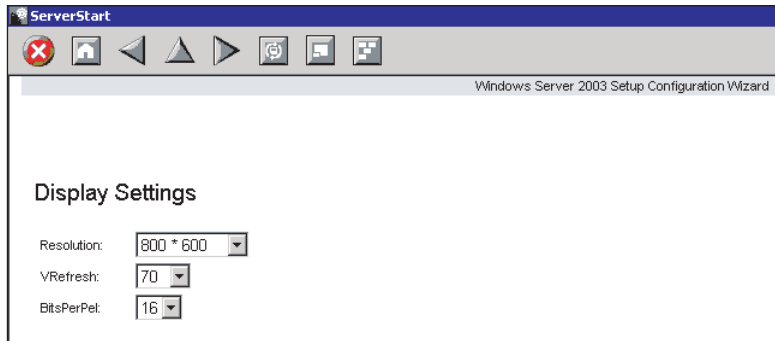 ServerStart
Windows Server 2003 Setup Configuration Wizard
Display Settings
Resolution: 800 * 600
VRefresh: 70
BitsPerPel: 16